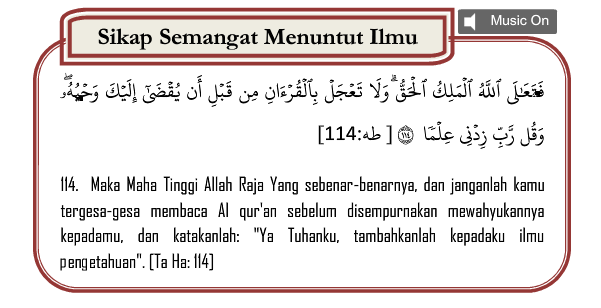 Music On
Sikap Semangat Menuntut Ilmu
فَتَعَٰلَى ٱللَّهُ ٱلْمَلِكُ ٱلْحَقُّ ۗ وَلَا تَعْجَلْ بِٱلْقُرْءَانِ مِن قَبْلِ أَن يُقْضَىٰٓ إِلَيْكَ وَحْيُهُۥ ۖ
وَقُل رَّبِّ زِدْنِى عِلْمًا ۝١١٤ [طه:114]
114. Maka Maha Tinggi Allah Raja Yang sebenar-benarnya, dan janganlah kamu
tergesa-gesa membaca Al qur'an sebelum disempurnakan mewahyukannya
kepadamu, dan katakanlah: "Ya Tuhanku, tambahkanlah kepadaku ilmu
pengetahuan". [Ta Ha: 114]